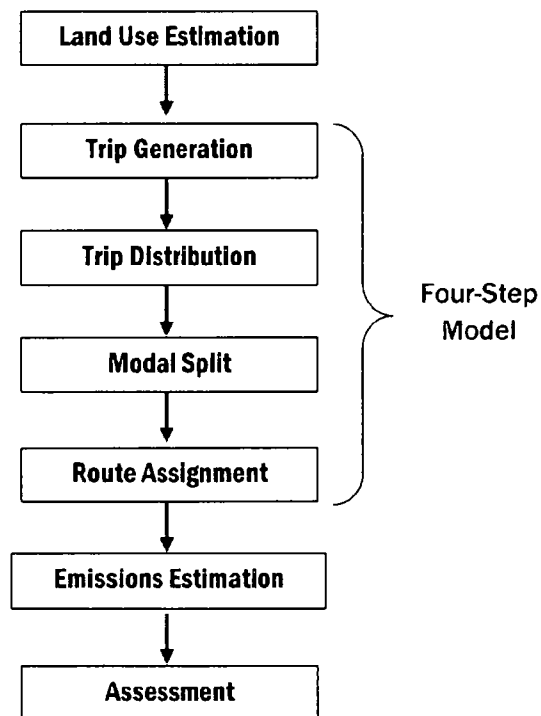 Land Use Estimation
Trip Generation
Trip Distribution
Modal Split
Route Assignment
Four-Step
Model
Emissions Estimation
Assessment